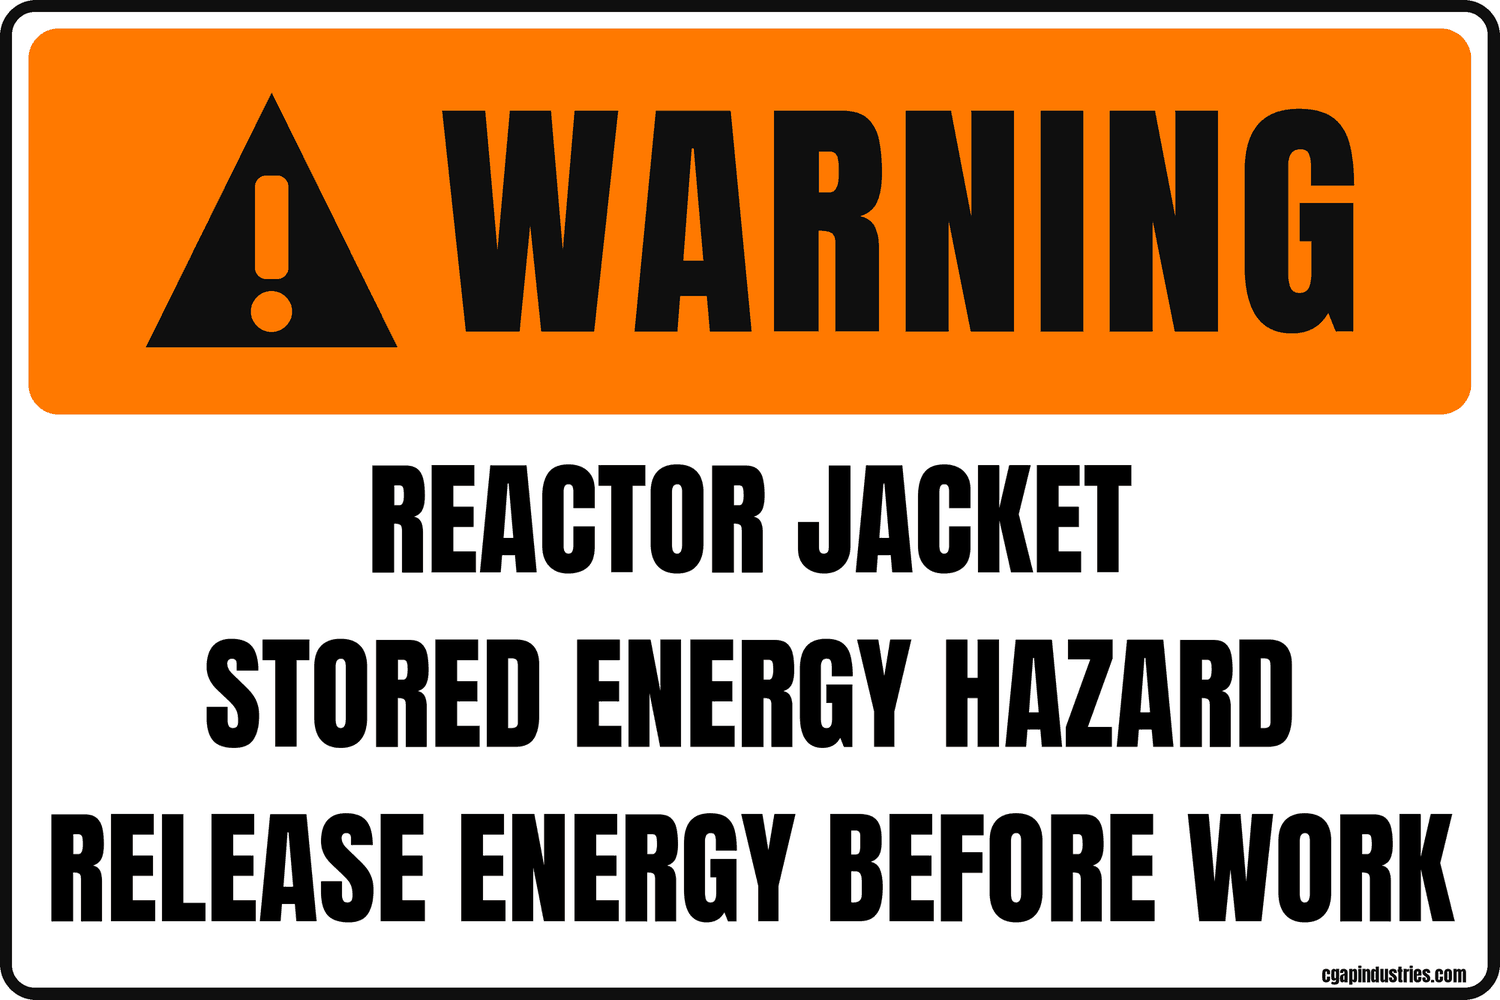 WARNING
REACTOR JACKET
STORED ENERGY HAZARD
RELEASE ENERGY BEFORE WORK
cgapindustries.com